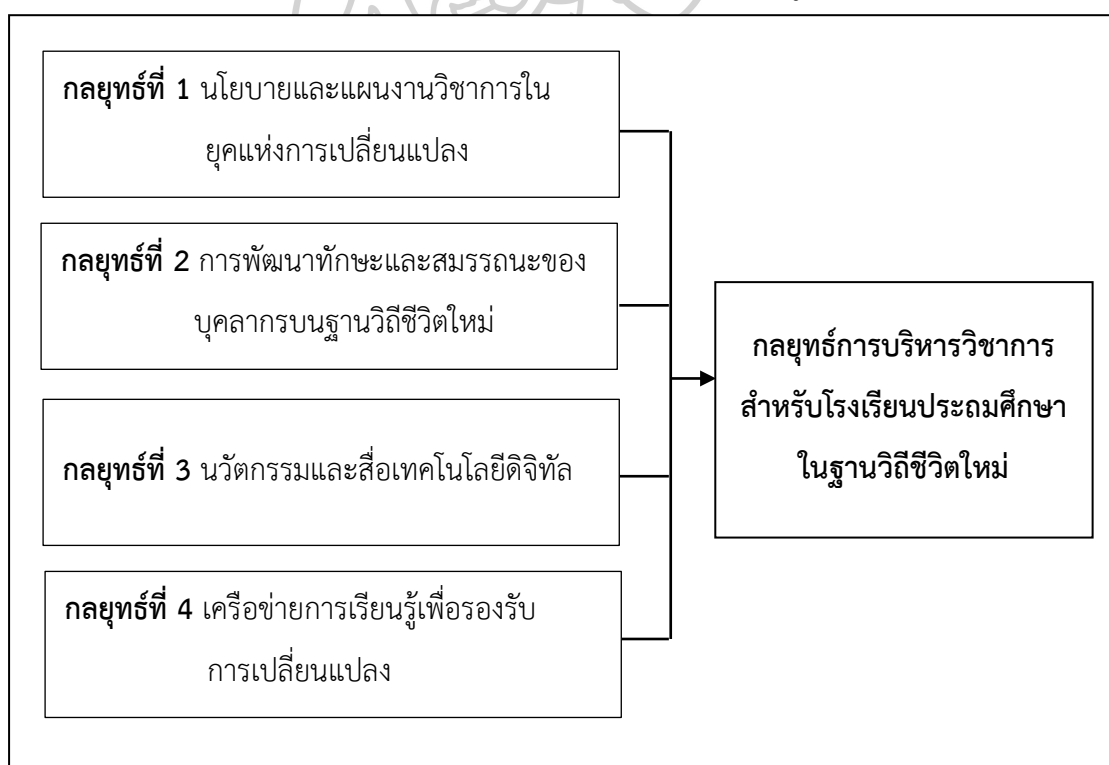 กลยุทธ์ที่ 1 นโยบายและแผนงานวิชาการใน
ยุคแห่งการเปลี่ยนแปลง
กลยุทธ์ที่ 2 การพัฒนาทักษะและสมรรถนะของ
บุคลากรบนฐานวิถีชีวิตใหม่
กลยุทธ์ที่ 3 นวัตกรรมและสื่อเทคโนโลยีดิจิทัล
กลยุทธ์ที่ 4 เครือข่ายการเรียนรู้เพื่อรองรับ
การเปลี่ยนแปลง
กลยุทธ์การบริหารวิชาการ
สำหรับโรงเรียนประถมศึกษา
ในฐานวิถีชีวิตใหม่